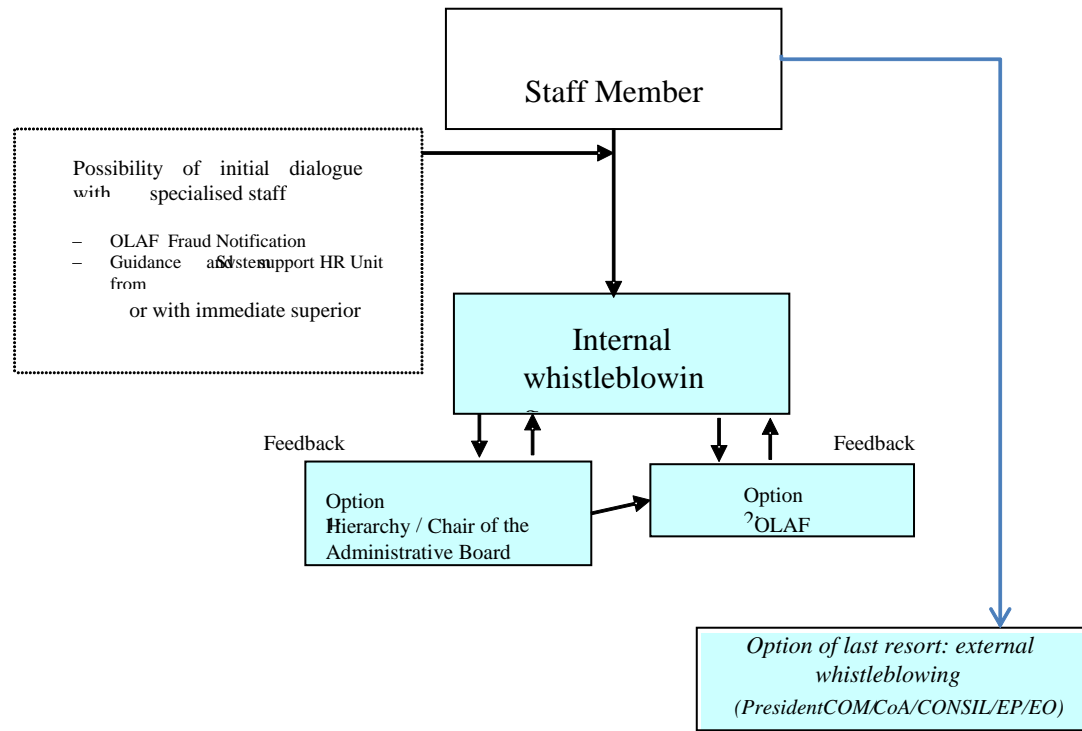 Staff Member
Possibility of initial dialogue
with specialised staff
– OLAF Fraud Notification
– Guidance and System support HR Unit
from
or with immediate superior
Internal
whistleblowin
Feedback
Feedback
Option
Hierarchy / Chair of the
Administrative Board
Option
2: OLAF
Option of last resort: external
whistleblowing
(PresidentCOM/CoA/CONSIL/EP/EO)